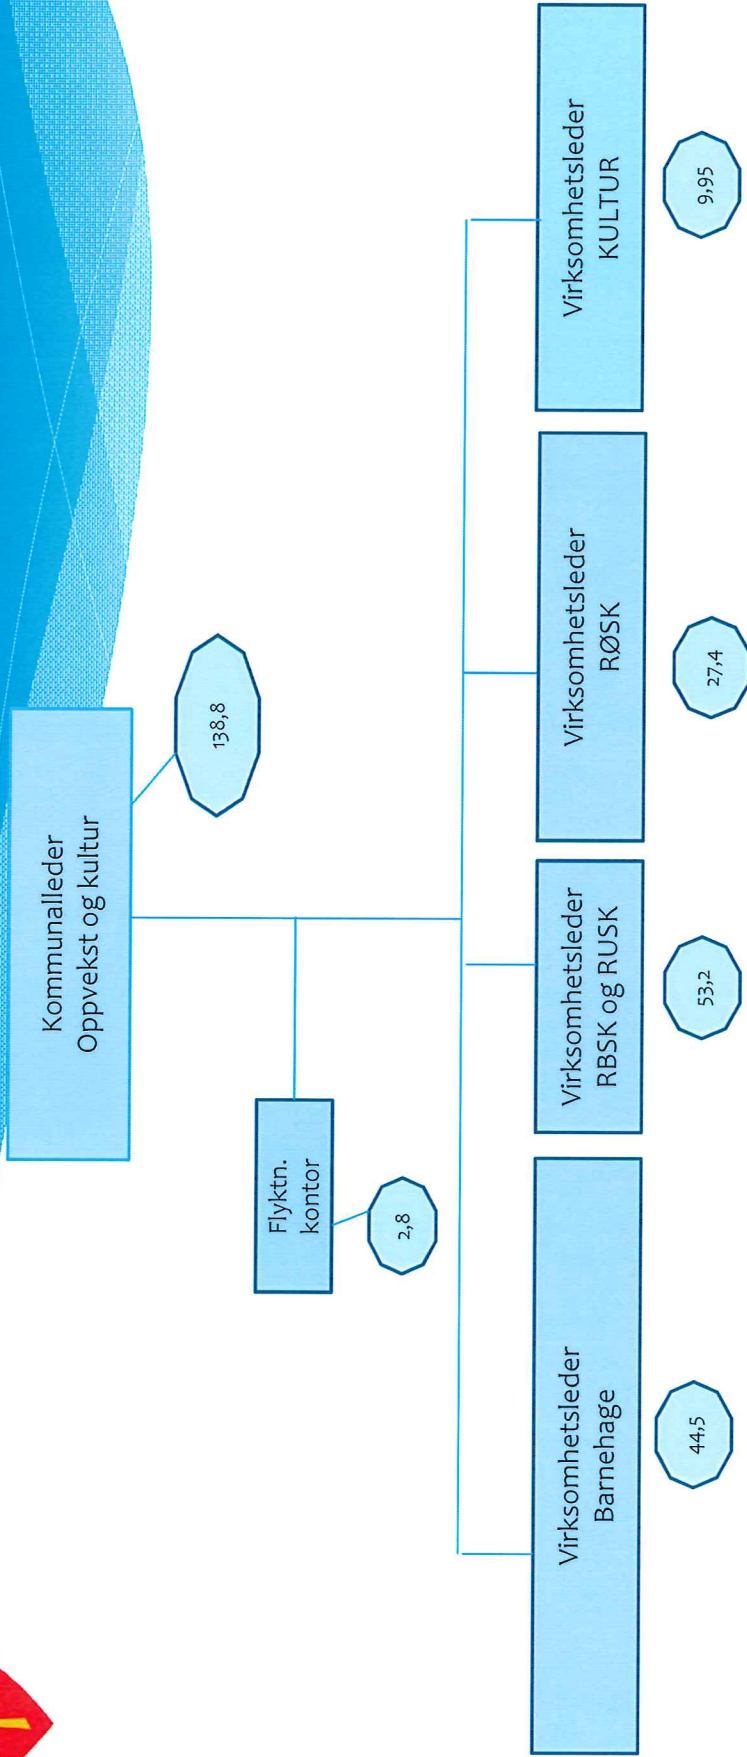 Kommunalleder
Oppvekst og kultur
138,8
Flyktn.
kontor
2,8
Virksomhetsleder
Barnehage
44,5
Virksomhetsleder
RBSK og RUSK
53,2
Virksomhetsleder
RØSK
27,4
Virksomhetsleder
KULTUR
9,95